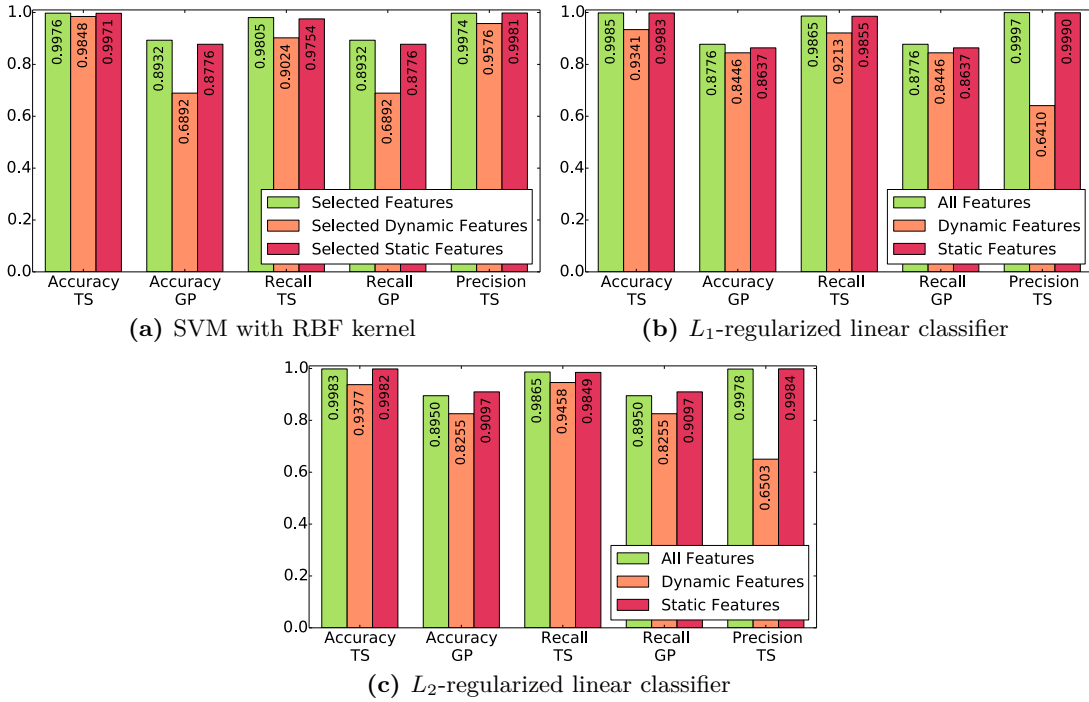 1.0
0.8
0.6
0.4
0.2
0.0
0.9976
0.9848
0.9971
0.8932
0.6892
0.8776
0.9805
0.9024
0.9754
0.8932
0.6892
0.8776
0.9974
0.9576
0.9981
Selected Features
Selected Dynamic Features
Selected Static Features
Accuracy TS
Accuracy GP
Recall TS
Recall GP
Precision TS
(a) SVM with RBF kernel
1.0
0.8
0.6
0.4
0.2
0.0
0.9985
0.9341
0.9983
0.8776
0.8446
0.8637
0.9865
0.9213
0.9855
0.8776
0.8446
0.8637
0.9997
0.6410
0.9990
All Features
Dynamic Features
Static Features
Accuracy TS
Accuracy GP
Recall TS
Recall GP
Precision TS
(b) L1-regularized linear classifier
1.0
0.8
0.6
0.4
0.2
0.0
0.9983
0.9377
0.9982
0.8950
0.8255
0.9097
0.9865
0.9458
0.9849
0.8950
0.8255
0.9097
0.9978
0.6503
0.9984
All Features
Dynamic Features
Static Features
Accuracy TS
Accuracy GP
Recall TS
Recall GP
Precision TS
(c) L2-regularized linear classifier